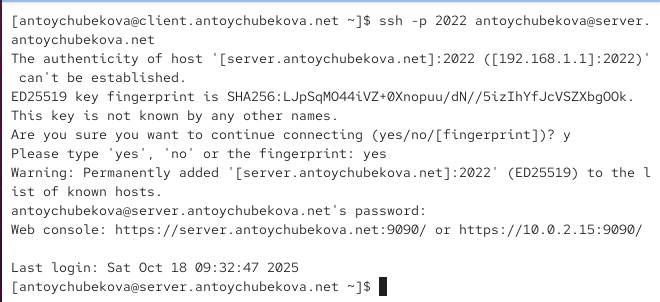 [antoychubekova@client.antoychubekova.net ~]$ ssh -p 2022 antoychubekova@server.
antoychubekova.net
The authenticity of host '[server.antoychubekova.net]:2022 ([192.168.1.1]:2022)'
 can't be established.
ED25519 key fingerprint is SHA256:LJpSqMO44iVZ+0Xnopuu/dN//5izIhYfJcVSZXbgOOk.
This key is not known by any other names.
Are you sure you want to continue connecting (yes/no/[fingerprint])? y
Please type 'yes', 'no' or the fingerprint: yes
Warning: Permanently added '[server.antoychubekova.net]:2022' (ED25519) to the l
ist of known hosts.
antoychubekova@server.antoychubekova.net's password:
Web console: https://server.antoychubekova.net:9090/ or https://10.0.2.15:9090/
Last login: Sat Oct 18 09:32:47 2025
[antoychubekova@server.antoychubekova.net ~]$